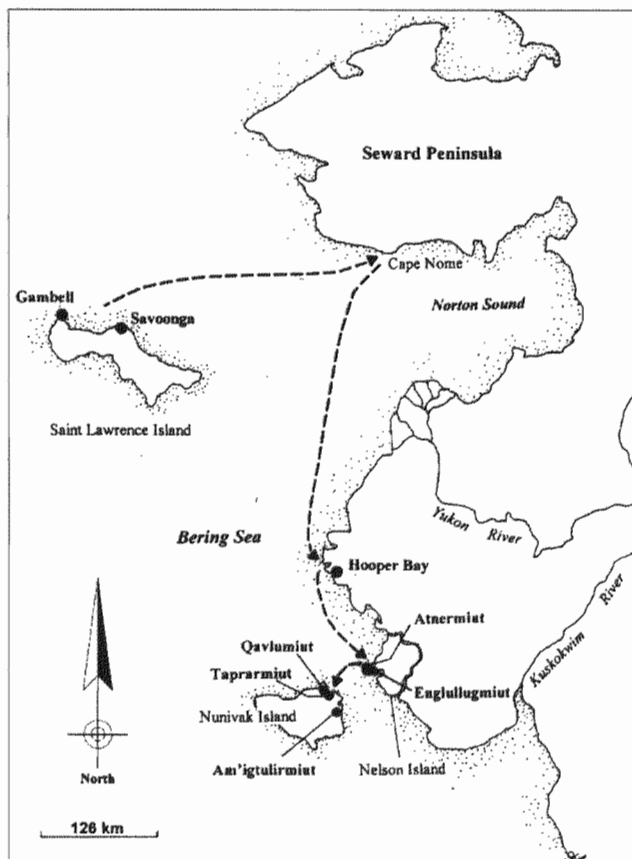 Seward Peninsula
Cape Nome
Norton Sound
Gambell
Savoonga
Saint Lawrence Island
Yukon River
Bering Sea
Hooper Bay
Kuskokwim River
Atnermiut
Qavlumiut
Taprarmiut
Englullugmiut
Nunivak Island
Am'igtulirmiut
Nelson Island
North
126 km